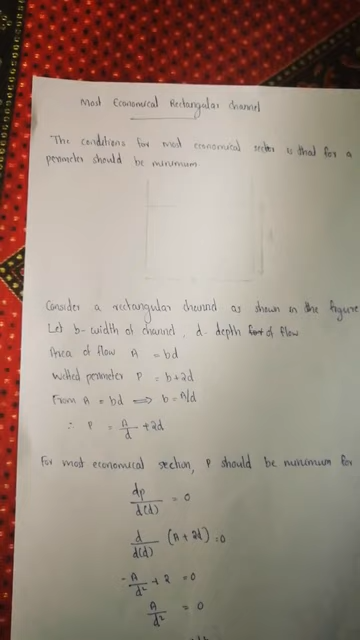 Most Economical Rectangular channel
The conditions for most economical section is that for a
perimeter should be minimum
Consider a rectangular channel as shown in the figure
Let b- width of channel, d- depth of flow
Area of flow A = bd
Wetted perimeter P = b+2d
From A = bd ⟹ b = A/d
∴ P = A/d + 2d
For most economical section, P should be minimum for
dp/d(d) = 0
d/d(d) (A + 2d) = 0
-A/d² + 2 = 0
A/d² = 0